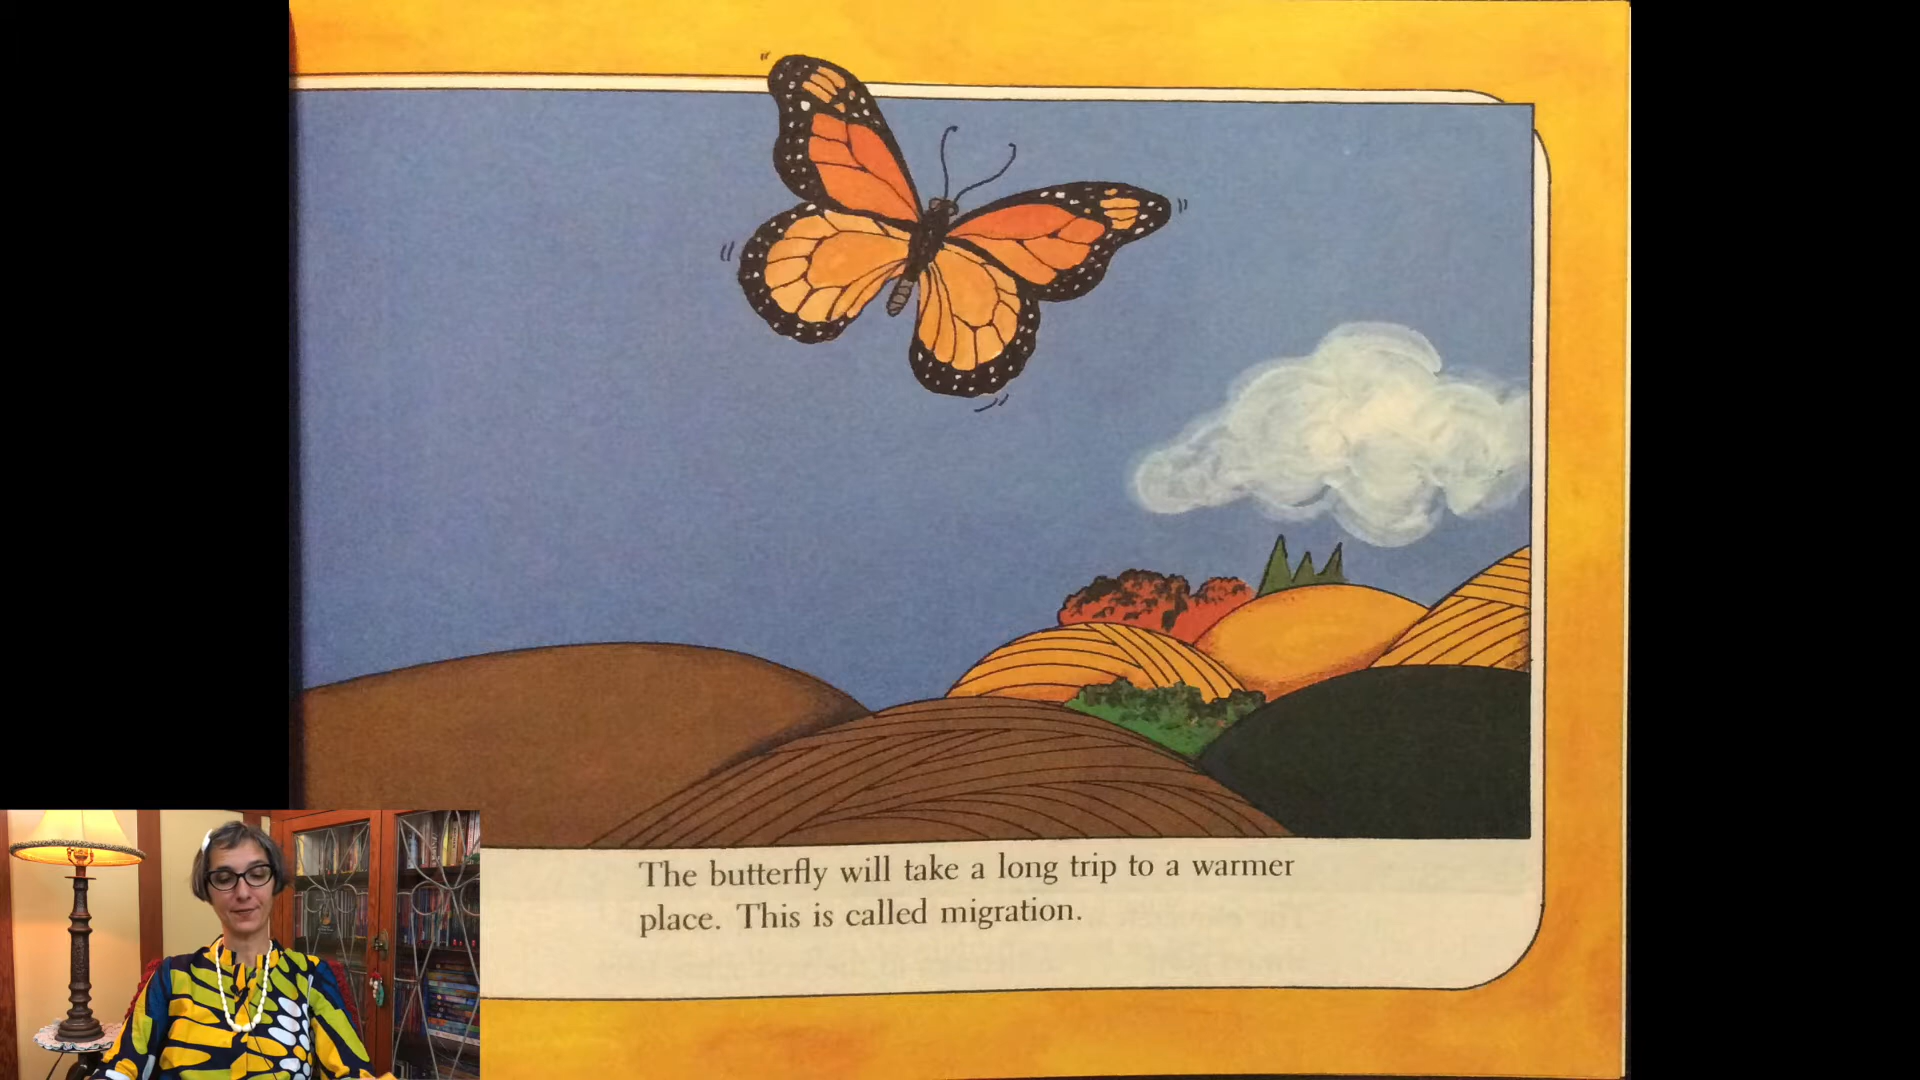 The butterfly will take a long trip to a warmer
place. This is called migration.